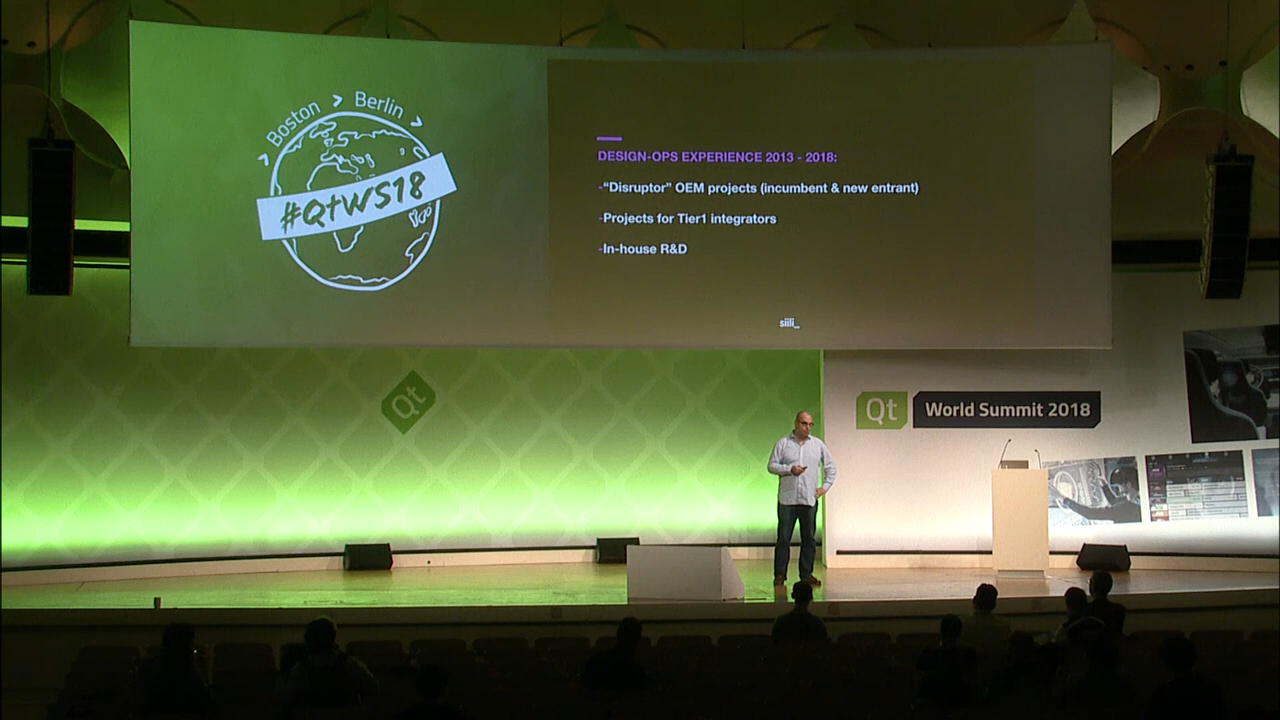 > Boston > Berlin >
#QtWS18
DESIGN-OPS EXPERIENCE 2013 - 2018:
-“Disruptor” OEM projects (incumbent & new entrant)
-Projects for Tier1 integrators
-In-house R&D
siili_
Qt
Qt World Summit 2018